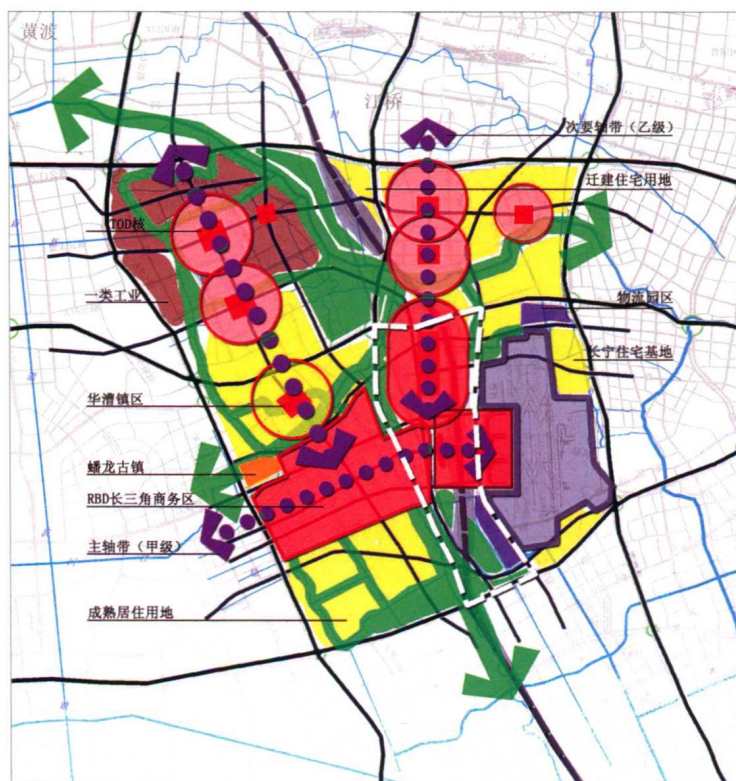 黄渡
江桥
次要轴带（乙级）
迁建住宅用地
TOD核
一类工业
物流园区
长宁住宅基地
华漕镇区
蟠龙古镇
RBD长三角商务区
主轴带（甲级）
成熟居住用地